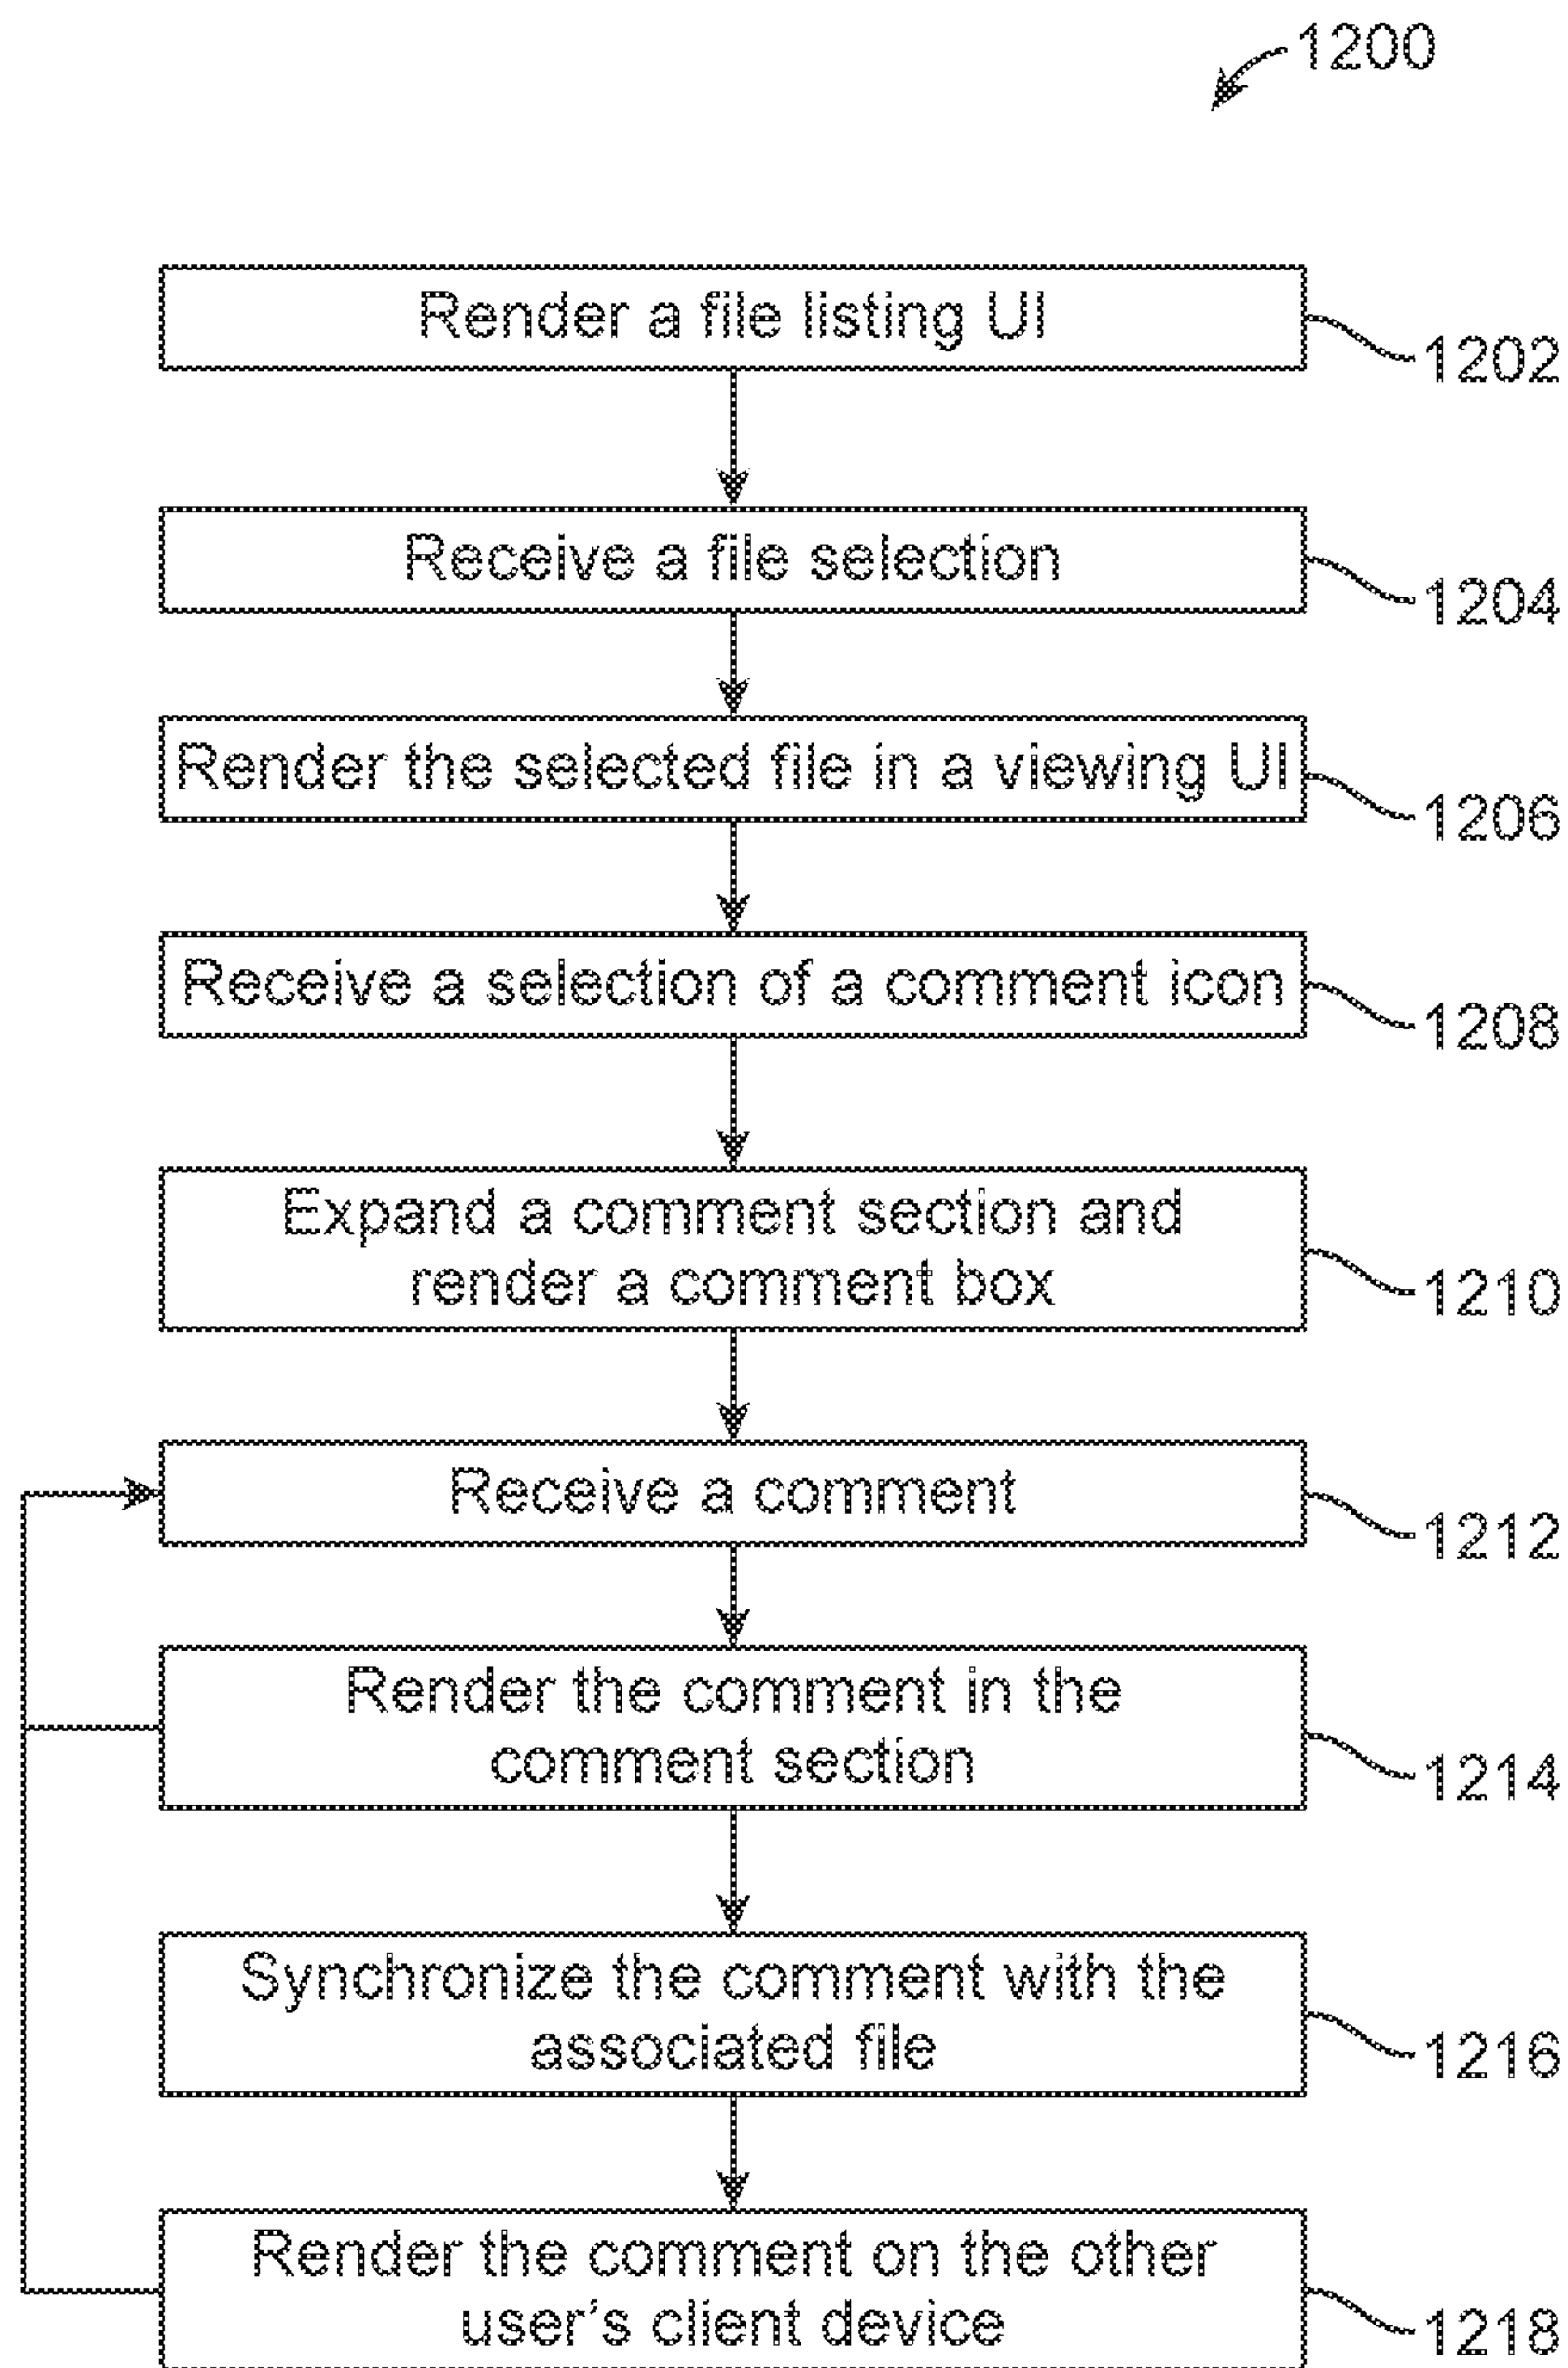 1200
Render a file listing UI
1202
Receive a file selection
1204
Render the selected file in a viewing UI
1206
Receive a selection of a comment icon
1208
Expand a comment section and
render a comment box
1210
Receive a comment
1212
Render the comment in the
comment section
1214
Synchronize the comment with the
associated file
1216
Render the comment on the other
user's client device
1218